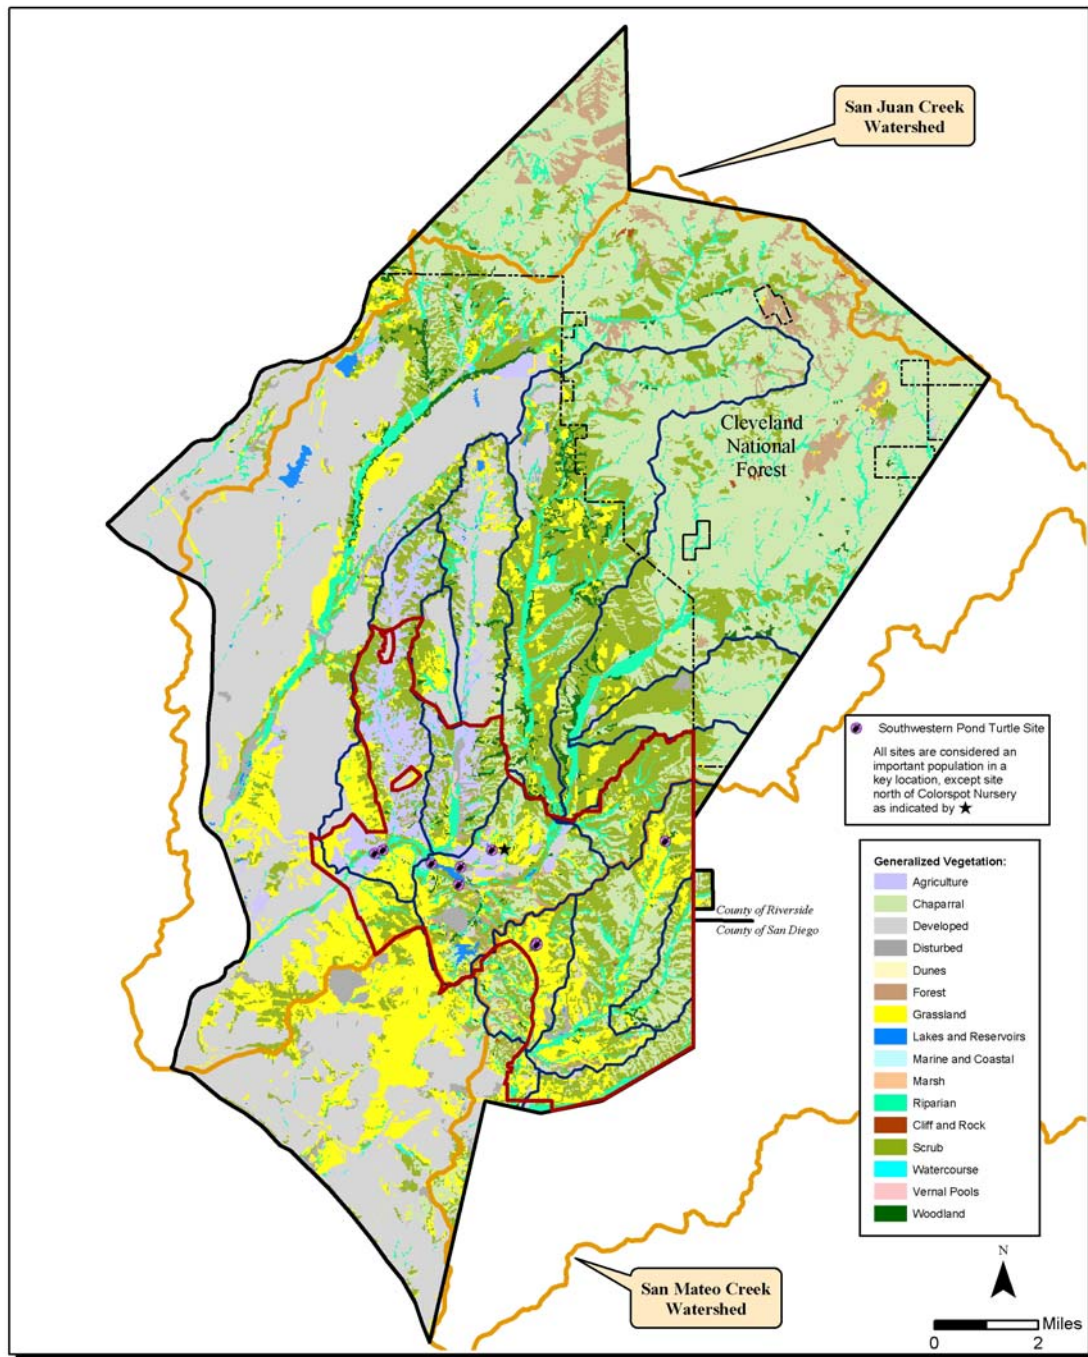 San Juan Creek
Watershed
Cleveland
National
Forest
Southwestern Pond Turtle Site
All sites are considered an
important population in a
key location, except site
north of Colorspot Nursery
as indicated by ★
Generalized Vegetation:
Agriculture
Chaparral
Developed
Disturbed
Dunes
Forest
Grassland
Lakes and Reservoirs
Marine and Coastal
Marsh
Riparian
Cliff and Rock
Scrub
Watercourse
Vernal Pools
Woodland
County of Riverside
County of San Diego
San Mateo Creek
Watershed
N
Miles
0 2